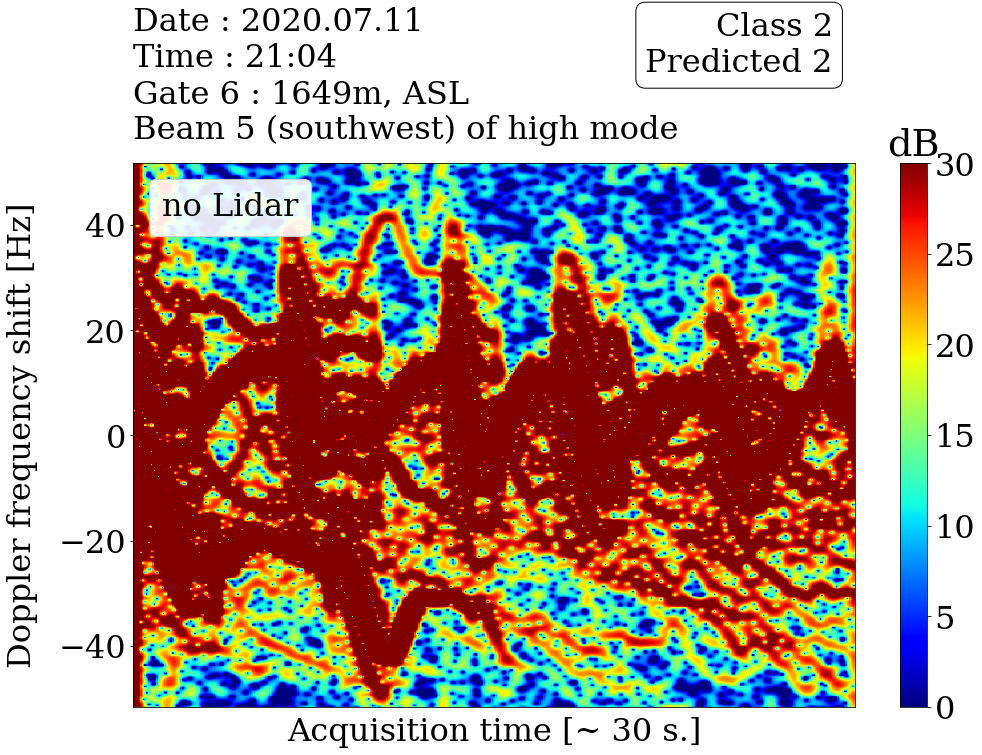 Date : 2020.07.11
Time : 21:04
Gate 6 : 1649m, ASL
Beam 5 (southwest) of high mode
Class 2
Predicted 2
dB
no Lidar
Doppler frequency shift [Hz]
40
20
0
−20
−40
30
25
20
15
10
5
0
Acquisition time [~ 30 s.]